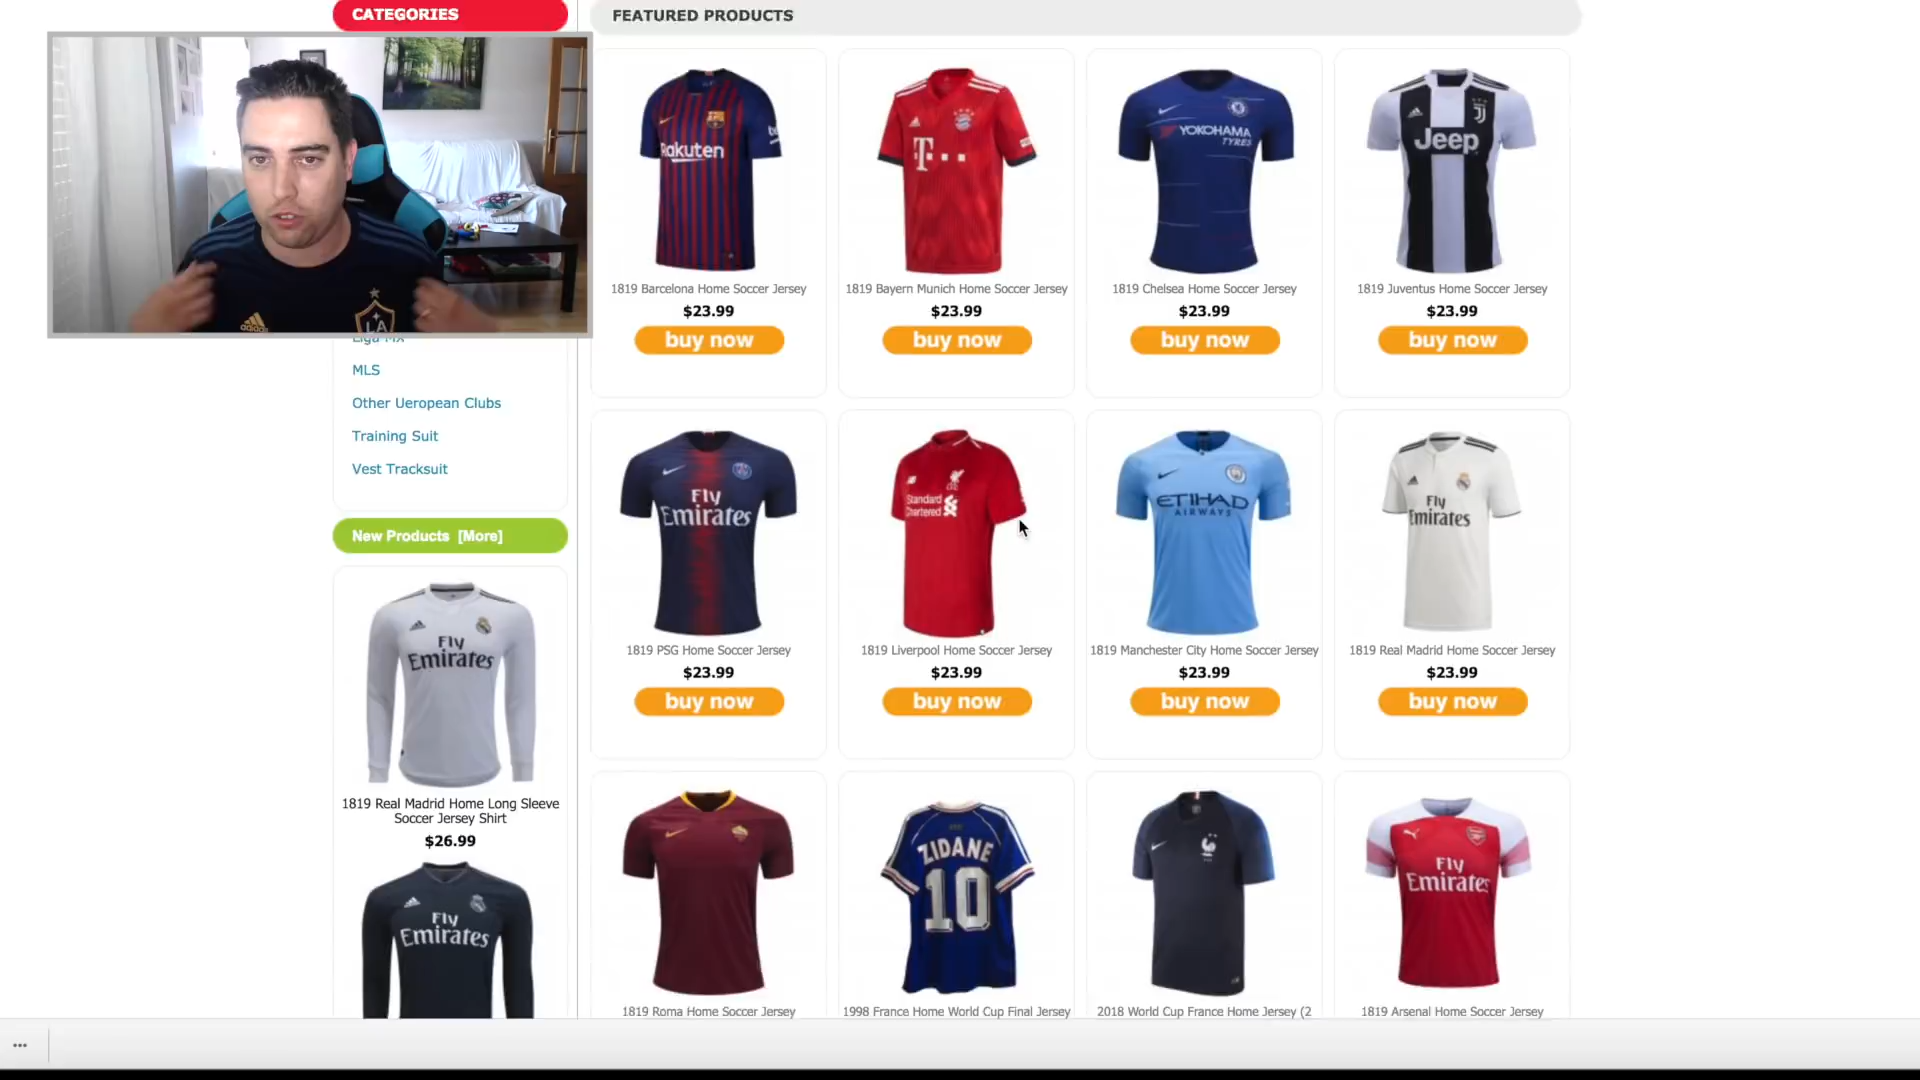 CATEGORIES
FEATURED PRODUCTS
LA
Rakuten
T
YOKOHAMA
TYRES
Jeep
1819 Barcelona Home Soccer Jersey
1819 Bayern Munich Home Soccer Jersey
1819 Chelsea Home Soccer Jersey
1819 Juventus Home Soccer Jersey
$23.99
$23.99
$23.99
$23.99
buy now
buy now
buy now
buy now
Liga MX
MLS
Other Ueropean Clubs
Training Suit
Vest Tracksuit
Fly
Emirates
Standard
Chartered
ETIHAD
AIRWAYS
Fly
Emirates
1819 PSG Home Soccer Jersey
1819 Liverpool Home Soccer Jersey
1819 Manchester City Home Soccer Jersey
1819 Real Madrid Home Soccer Jersey
$23.99
$23.99
$23.99
$23.99
buy now
buy now
buy now
buy now
New Products [More]
Fly
Emirates
1819 Real Madrid Home Long Sleeve
Soccer Jersey Shirt
$26.99
Fly
Emirates
ZIDANE
10
Fly
Emirates
1819 Roma Home Soccer Jersey
1998 France Home World Cup Final Jersey
2018 World Cup France Home Jersey (2
1819 Arsenal Home Soccer Jersey